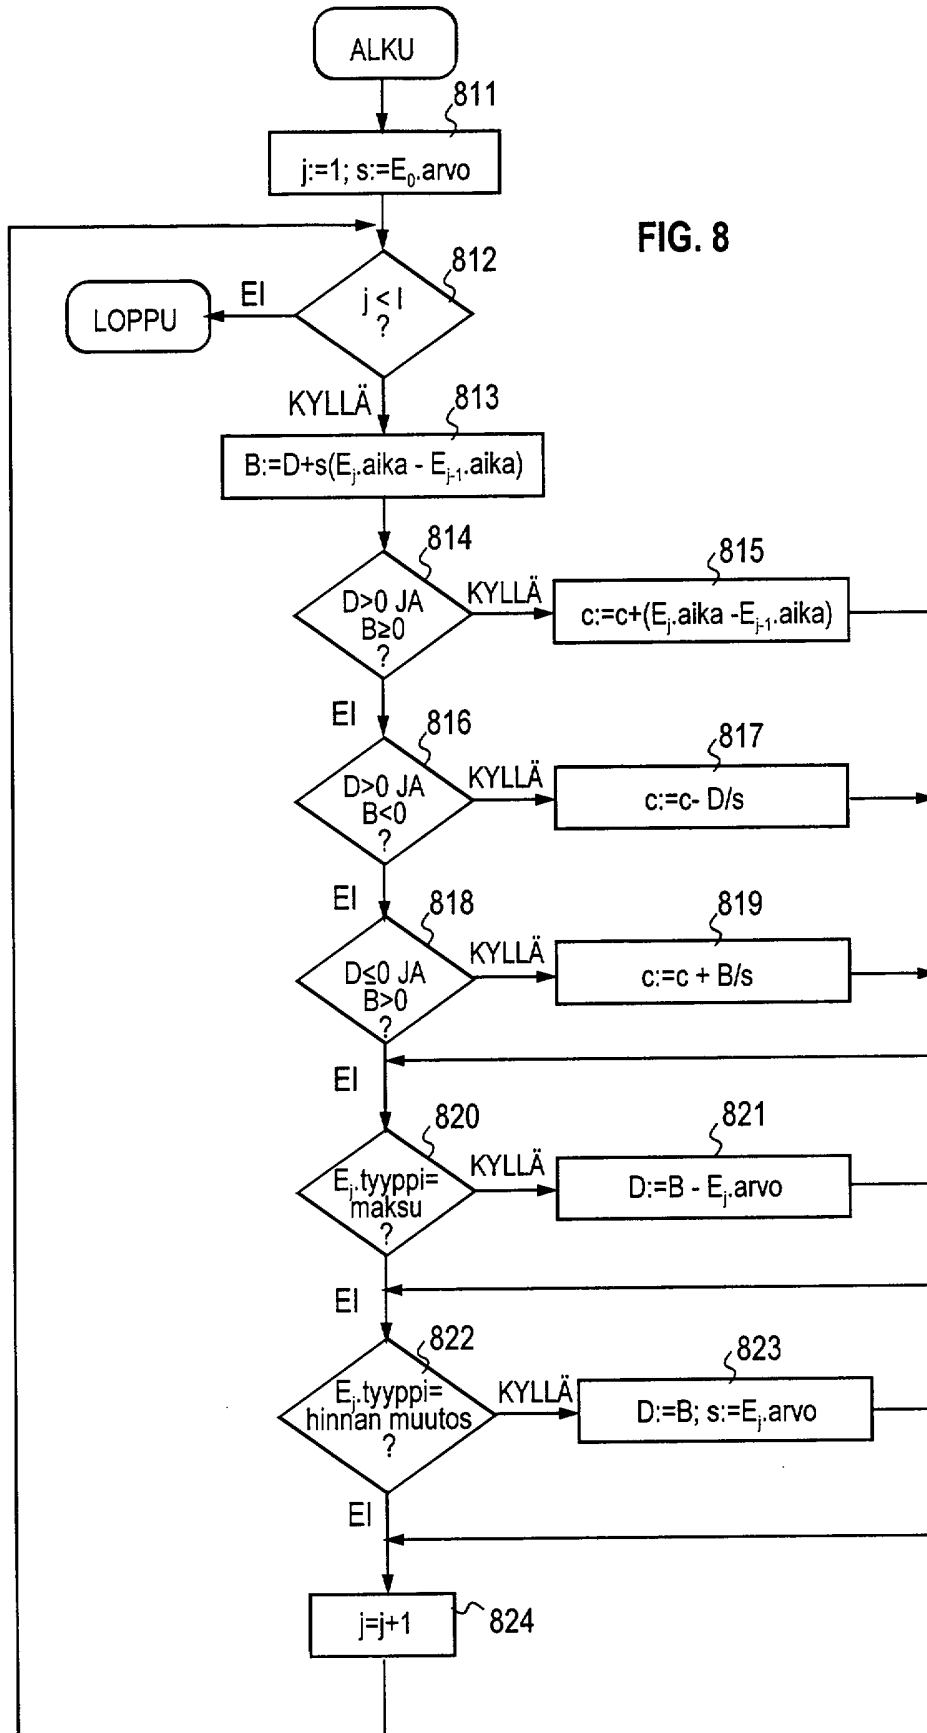 ALKU
811
j:=1; s:=E₀.arvo
FIG. 8
812
j < I
?
EI
LOPPU
KYLLÄ
813
B:=D+s(Eⱼ.aika - Eⱼ₋₁.aika)
814
D>0 JA
B≥0
?
KYLLÄ
815
c:=c+(Eⱼ.aika -Eⱼ₋₁.aika)
EI
816
D>0 JA
B<0
?
KYLLÄ
817
c:=c- D/s
EI
818
D≤0 JA
B>0
?
KYLLÄ
819
c:=c + B/s
EI
820
Eⱼ.tyyppi=
maksu
?
KYLLÄ
821
D:=B - Eⱼ.arvo
EI
822
Eⱼ.tyyppi=
hinnan muutos
?
KYLLÄ
823
D:=B; s:=Eⱼ.arvo
EI
j=j+1
824